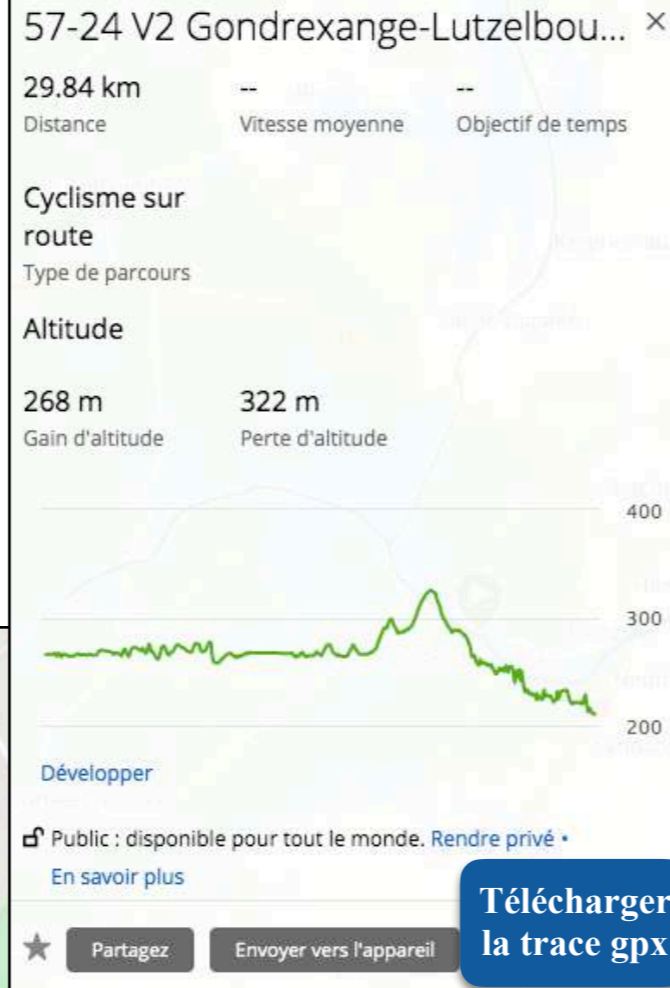 57-24 V2 Gondrexange-Lutzelbou... ×
29.84 km -- --
Distance Vitesse moyenne Objectif de temps
Cyclisme sur
route
Type de parcours
Altitude
268 m 322 m
Gain d'altitude Perte d'altitude
400
300
200
Développer
Public : disponible pour tout le monde. Rendre privé •
En savoir plus
Télécharger
la trace gpx
Partagez Envoyer vers l'appareil